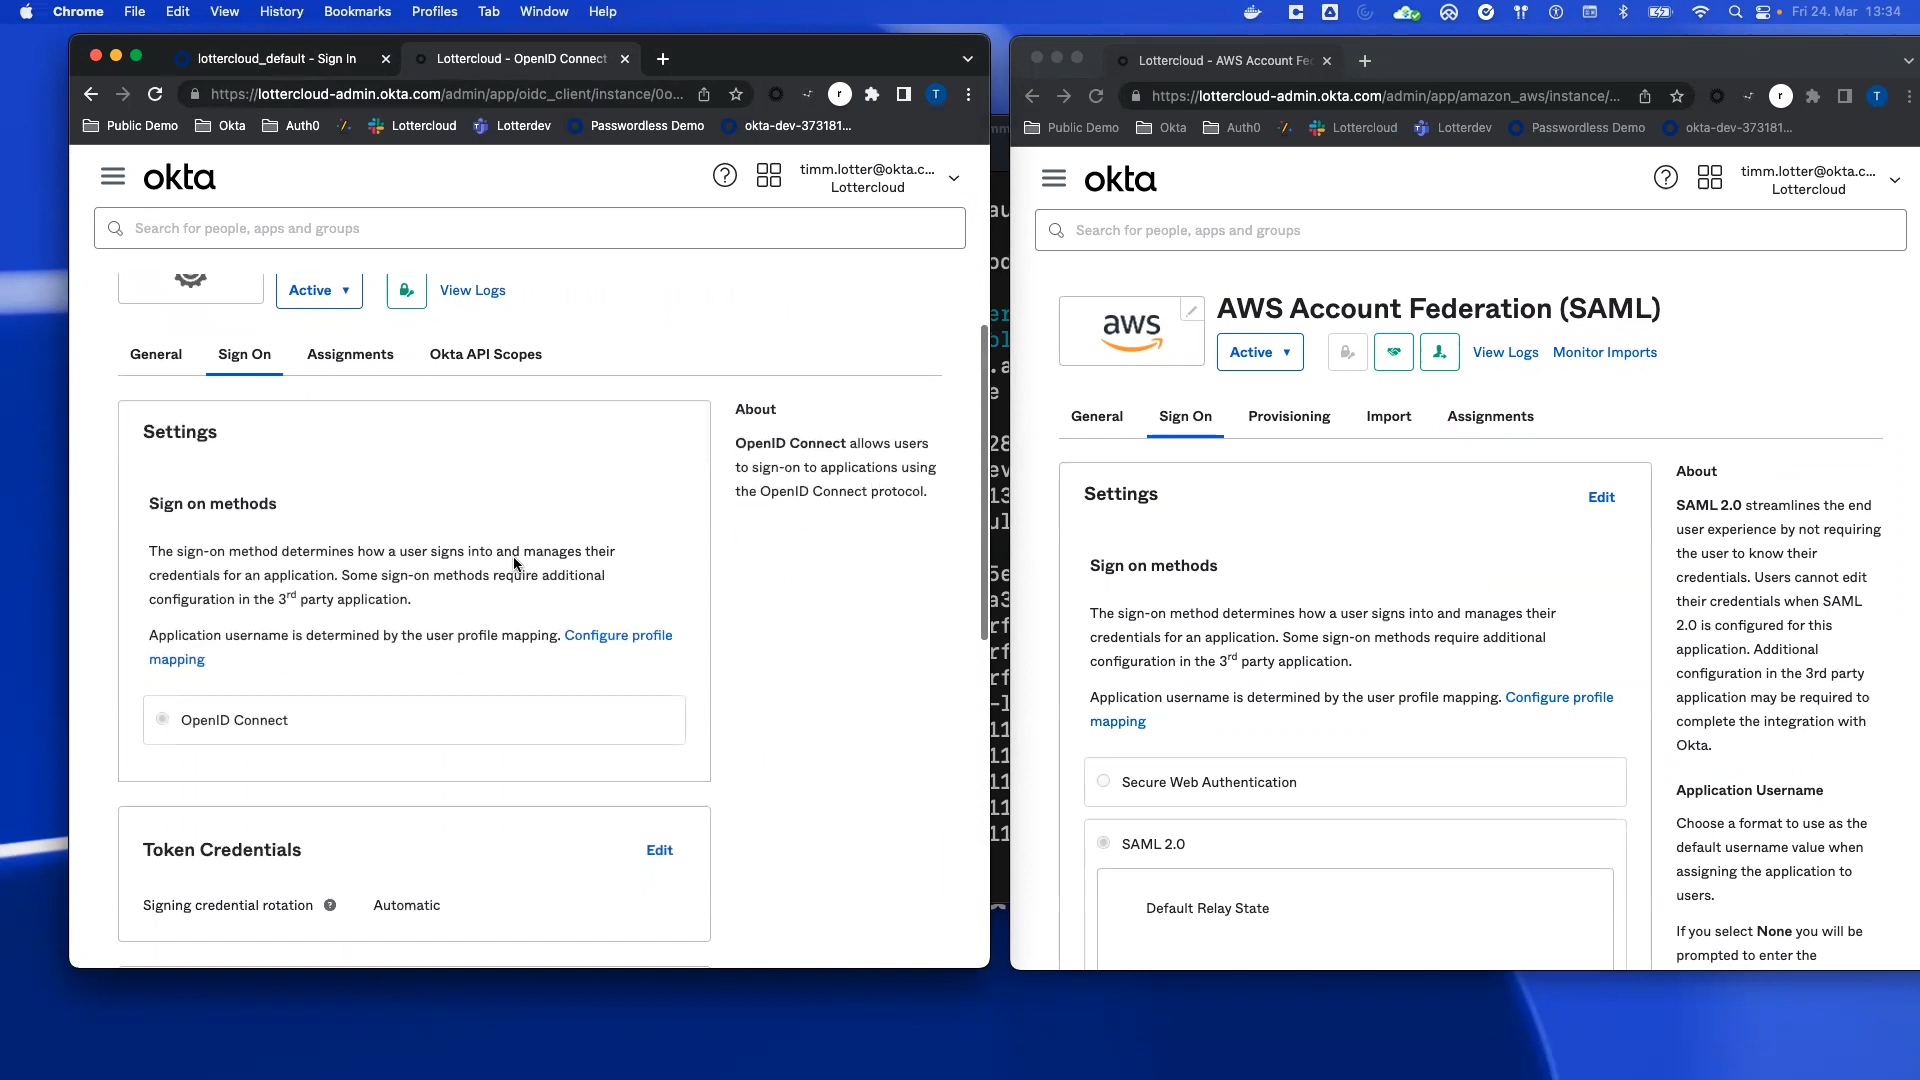 Chrome File Edit View History Bookmarks Profiles Tab Window Help
Fri 24. Mar 13:34
lottercloud_default - Sign In
Lottercloud - OpenID Connect
https://lottercloud-admin.okta.com/admin/app/oidc_client/instance/0o...
T
Public Demo Okta Auth0 Lottercloud Lotterdev Passwordless Demo okta-dev-373181...
okta
timm.lotter@okta.c...
Lottercloud
Search for people, apps and groups
Active ▼ View Logs
General Sign On Assignments Okta API Scopes
Settings
Sign on methods
The sign-on method determines how a user signs into and manages their
credentials for an application. Some sign-on methods require additional
configuration in the 3rd party application.
Application username is determined by the user profile mapping. Configure profile
mapping
OpenID Connect
About
OpenID Connect allows users
to sign-on to applications using
the OpenID Connect protocol.
Token Credentials
Edit
Signing credential rotation Automatic
Lottercloud - AWS Account Fe
https://lottercloud-admin.okta.com/admin/app/amazon_aws/instance/...
T
Public Demo Okta Auth0 Lottercloud Lotterdev Passwordless Demo okta-dev-373181...
okta
timm.lotter@okta.c...
Lottercloud
Search for people, apps and groups
aws
AWS Account Federation (SAML)
Active ▼ View Logs Monitor Imports
General Sign On Provisioning Import Assignments
Settings
Edit
Sign on methods
The sign-on method determines how a user signs into and manages their
credentials for an application. Some sign-on methods require additional
configuration in the 3rd party application.
Application username is determined by the user profile mapping. Configure profile
mapping
Secure Web Authentication
SAML 2.0
Default Relay State
About
SAML 2.0 streamlines the end
user experience by not requiring
the user to know their
credentials. Users cannot edit
their credentials when SAML
2.0 is configured for this
application. Additional
configuration in the 3rd party
application may be required to
complete the integration with
Okta.
Application Username
Choose a format to use as the
default username value when
assigning the application to
users.
If you select None you will be
prompted to enter the